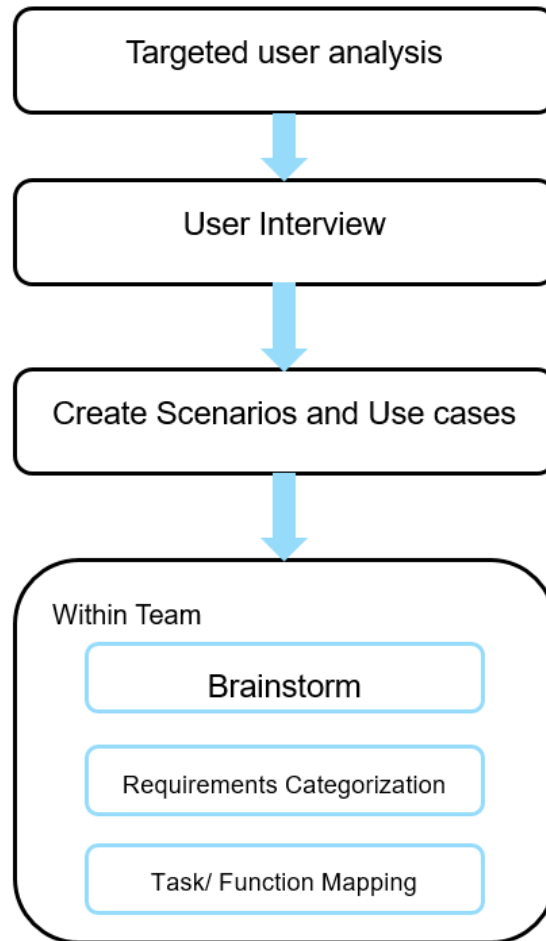 Targeted user analysis
User Interview
Create Scenarios and Use cases
Within Team
Brainstorm
Requirements Categorization
Task/ Function Mapping